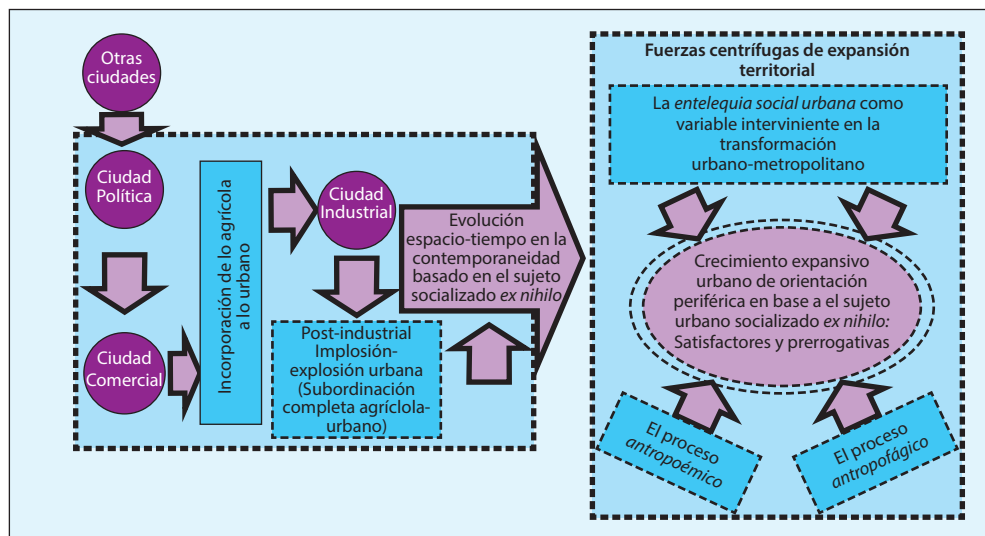 Otras
ciudades
Ciudad
Política
Ciudad
Comercial
Incorporación de lo agrícola
a lo urbano
Ciudad
Industrial
Post-industrial
Implosión-
explosión urbana
(Subordinación
completa agríclola-
urbano)
Evolución
espacio-tiempo en la
contemporaneidad
basado en el sujeto
socializado ex nihilo
Fuerzas centrífugas de expansión
territorial
La entelequia social urbana como
variable interviniente en la
transformación
urbano-metropolitano
Crecimiento expansivo
urbano de orientación
periférica en base a el sujeto
urbano socializado ex nihilo:
Satisfactores y prerrogativas
El proceso
antropoémico
El proceso
antropofágico